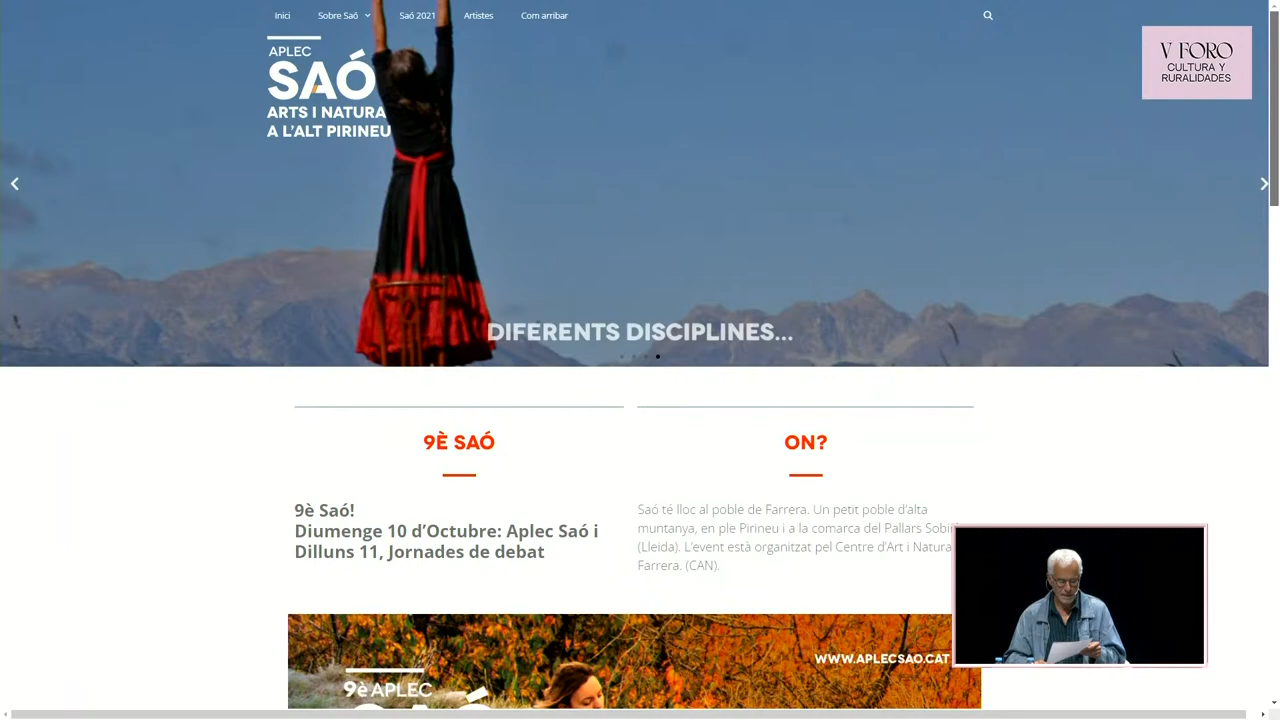 Inici
Sobre Saó
Saó 2021
Artistes
Com arribar
APLEC
SAÓ
ARTS I NATURA
A L'ALT PIRINEU
V FORO
CULTURA Y
RURALIDADES
DIFERENTS DISCIPLINES...
9È SAÓ
9è Saó!
Diumenge 10 d'Octubre: Aplec Saó i
Dilluns 11, Jornades de debat
ON?
Saó té lloc al poble de Farrera. Un petit poble d'alta
muntanya, en ple Pirineu i a la comarca del Pallars Sobirà
(Lleida). L'event està organitzat pel Centre d'Art i Natura
Farrera. (CAN).
WWW.APLECSAO.CAT
9è APLEC